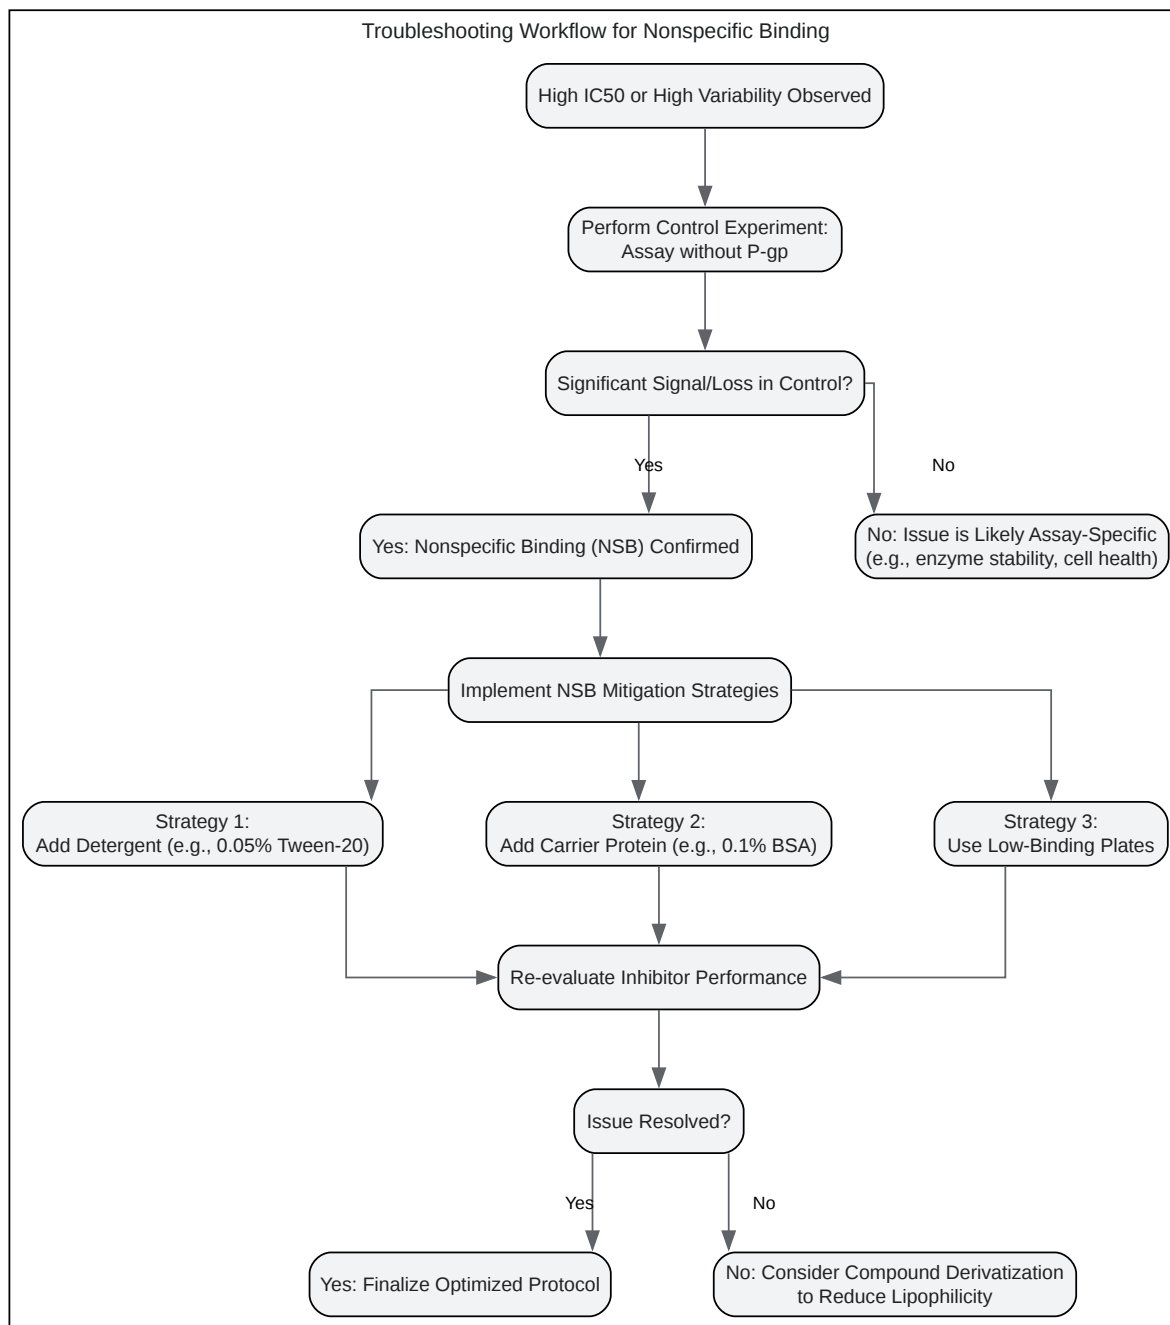 Troubleshooting Workflow for Nonspecific Binding
High IC50 or High Variability Observed
Perform Control Experiment:
Assay without P-gp
Significant Signal/Loss in Control?
Yes
No
Yes: Nonspecific Binding (NSB) Confirmed
No: Issue is Likely Assay-Specific
(e.g., enzyme stability, cell health)
Implement NSB Mitigation Strategies
Strategy 1:
Add Detergent (e.g., 0.05% Tween-20)
Strategy 2:
Add Carrier Protein (e.g., 0.1% BSA)
Strategy 3:
Use Low-Binding Plates
Re-evaluate Inhibitor Performance
Issue Resolved?
Yes
No
Yes: Finalize Optimized Protocol
No: Consider Compound Derivatization
to Reduce Lipophilicity